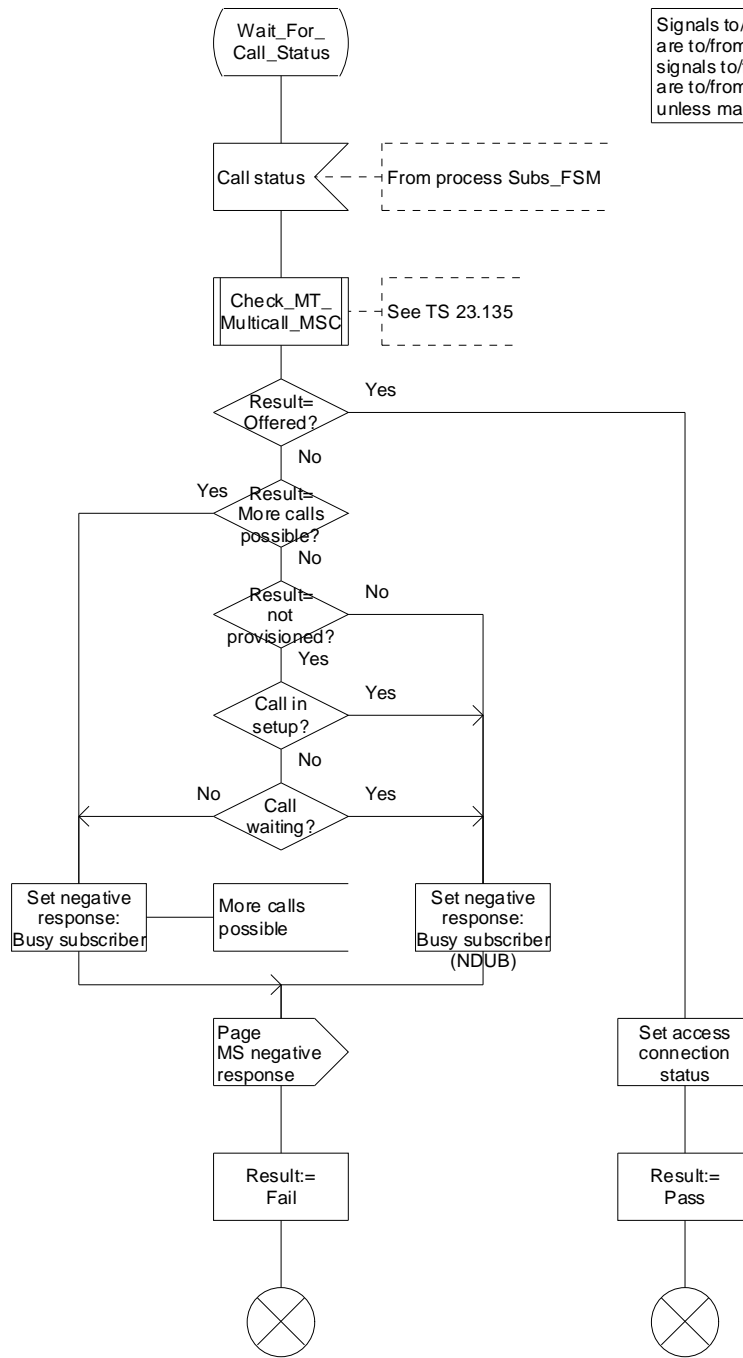 Wait_For_
Call_Status
Signals to/
are to/from
signals to/
are to/from
unless ma
Call status
From process Subs_FSM
Check_MT_
Multicall_MSC
See TS 23.135
Result=
Offered?
Yes
No
Yes
Result=
More calls
possible?
No
Result=
not
provisioned?
No
Yes
Call in
setup?
Yes
No
No
Call
waiting?
Yes
Set negative
response:
Busy subscriber
More calls
possible
Set negative
response:
Busy subscriber
(NDUB)
Page
MS negative
response
Set access
connection
status
Result:=
Fail
Result:=
Pass